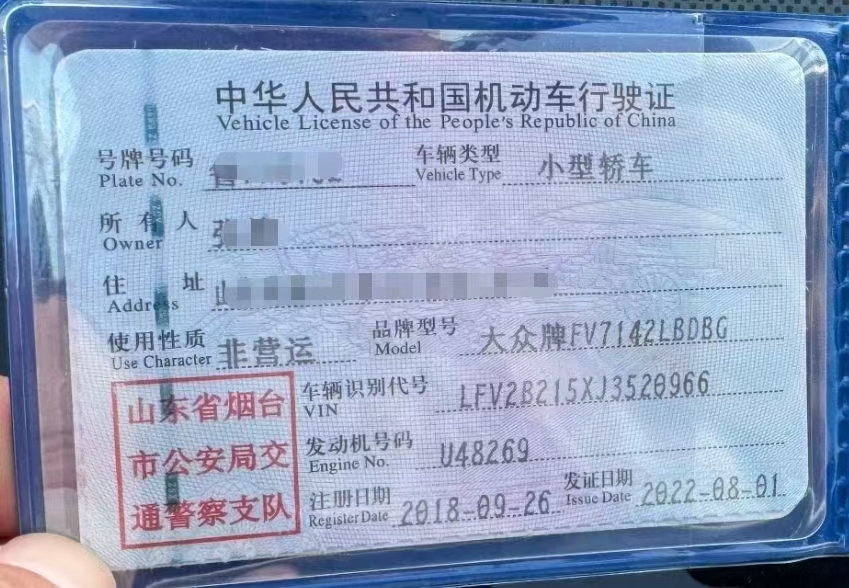 中华人民共和国机动车行驶证
Vehicle License of the People's Republic of China
号牌号码 车辆类型 小型轿车
Plate No. Vehicle Type
所有人
Owner
住址
Address
使用性质 非营运 品牌型号 大众牌FV7142LBDBG
Use Character Model
山东省烟台
市公安局交
通警察支队
车辆识别代号 LFV2B215XJ3520966
VIN
发动机号码 U48269
Engine No.
注册日期 2018-09-26 发证日期 2022-08-01
Register Date Issue Date